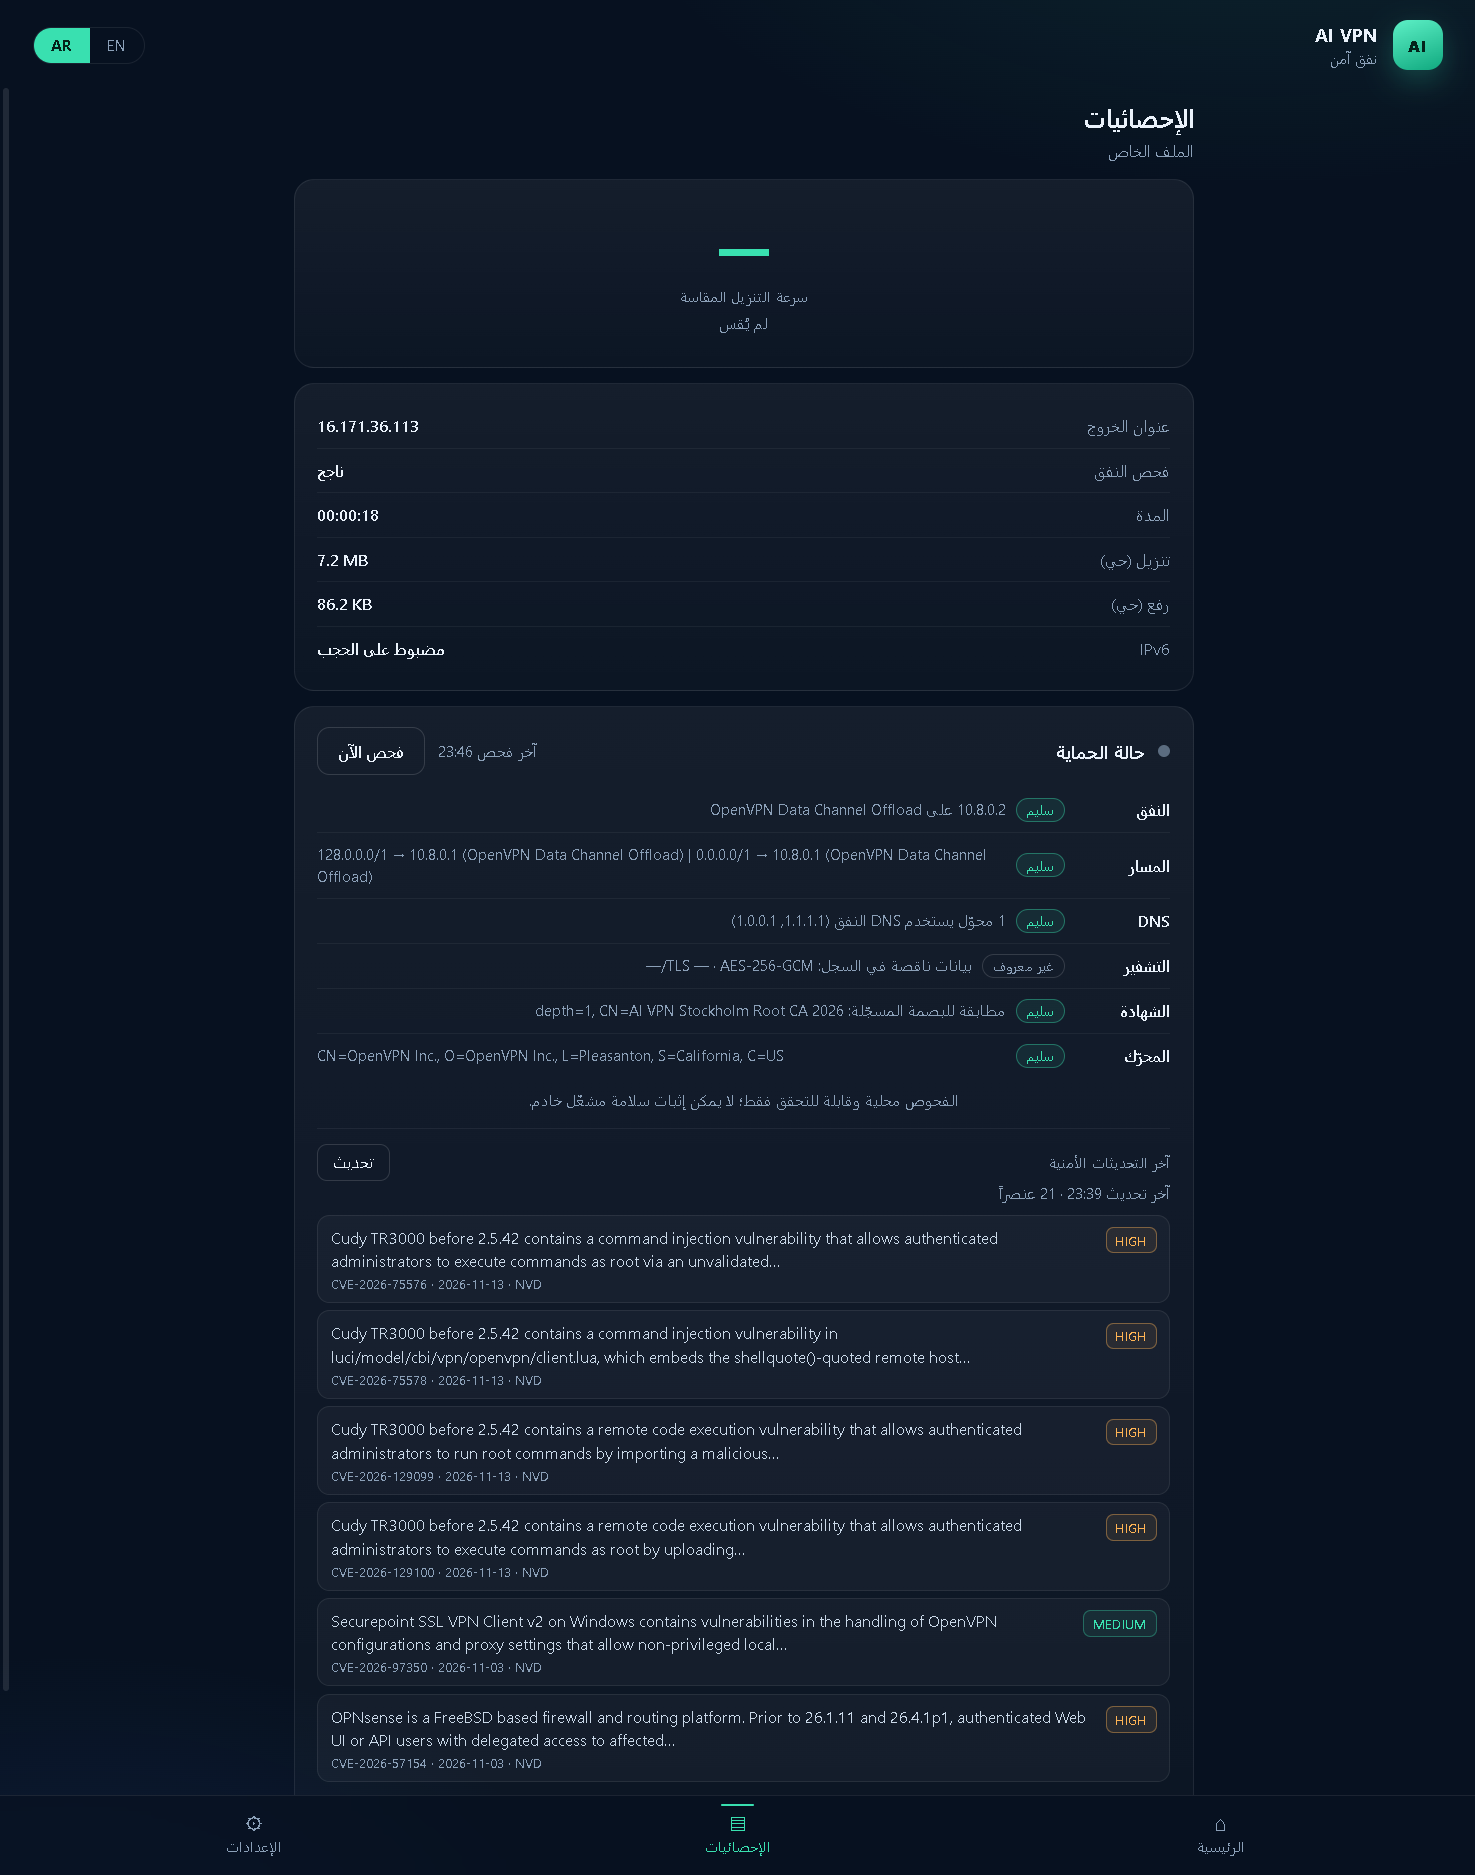 AI
AI VPN
نفق آمن
EN
AR
الإحصائيات
الملف الخاص
—
سرعة التنزيل المقاسة
لم يُقس
عنوان الخروج 16.171.36.113
فحص النفق ناجح
المدة 00:00:18
تنزيل (حي) 7.2 MB
رفع (حي) 86.2 KB
IPv6 مضبوط على الحجب
حالة الحماية
آخر فحص 23:46
فحص الآن
النفق سليم 10.8.0.2 على OpenVPN Data Channel Offload
المسار سليم 128.0.0.0/1 → 10.8.0.1 (OpenVPN Data Channel Offload) | 0.0.0.0/1 → 10.8.0.1 (OpenVPN Data Channel
Offload)
DNS سليم 1 محوّل يستخدم DNS النفق (1.1.1.1, 1.0.0.1)
التشفير غير معروف بيانات ناقصة في السجل: TLS/— — · AES-256-GCM
الشهادة سليم مطابقة للبصمة المسجّلة: depth=1, CN=AI VPN Stockholm Root CA 2026
المحرّك سليم CN=OpenVPN Inc., O=OpenVPN Inc., L=Pleasanton, S=California, C=US
الفحوص محلية وقابلة للتحقق فقط؛ لا يمكن إثبات سلامة مشغّل خادم.
آخر التحديثات الأمنية
تحديث
آخر تحديث 23:39 · 21 عنصراً
HIGH
Cudy TR3000 before 2.5.42 contains a command injection vulnerability that allows authenticated
administrators to execute commands as root via an unvalidated…
CVE-2026-75576 · 2026-11-13 · NVD
HIGH
Cudy TR3000 before 2.5.42 contains a command injection vulnerability in
luci/model/cbi/vpn/openvpn/client.lua, which embeds the shellquote()-quoted remote host…
CVE-2026-75578 · 2026-11-13 · NVD
HIGH
Cudy TR3000 before 2.5.42 contains a remote code execution vulnerability that allows authenticated
administrators to run root commands by importing a malicious…
CVE-2026-129099 · 2026-11-13 · NVD
HIGH
Cudy TR3000 before 2.5.42 contains a remote code execution vulnerability that allows authenticated
administrators to execute commands as root by uploading…
CVE-2026-129100 · 2026-11-13 · NVD
MEDIUM
Securepoint SSL VPN Client v2 on Windows contains vulnerabilities in the handling of OpenVPN
configurations and proxy settings that allow non-privileged local…
CVE-2026-97350 · 2026-11-03 · NVD
HIGH
OPNsense is a FreeBSD based firewall and routing platform. Prior to 26.1.11 and 26.4.1p1, authenticated Web
UI or API users with delegated access to affected…
CVE-2026-57154 · 2026-11-03 · NVD
الرئيسية
الإحصائيات
الإعدادات